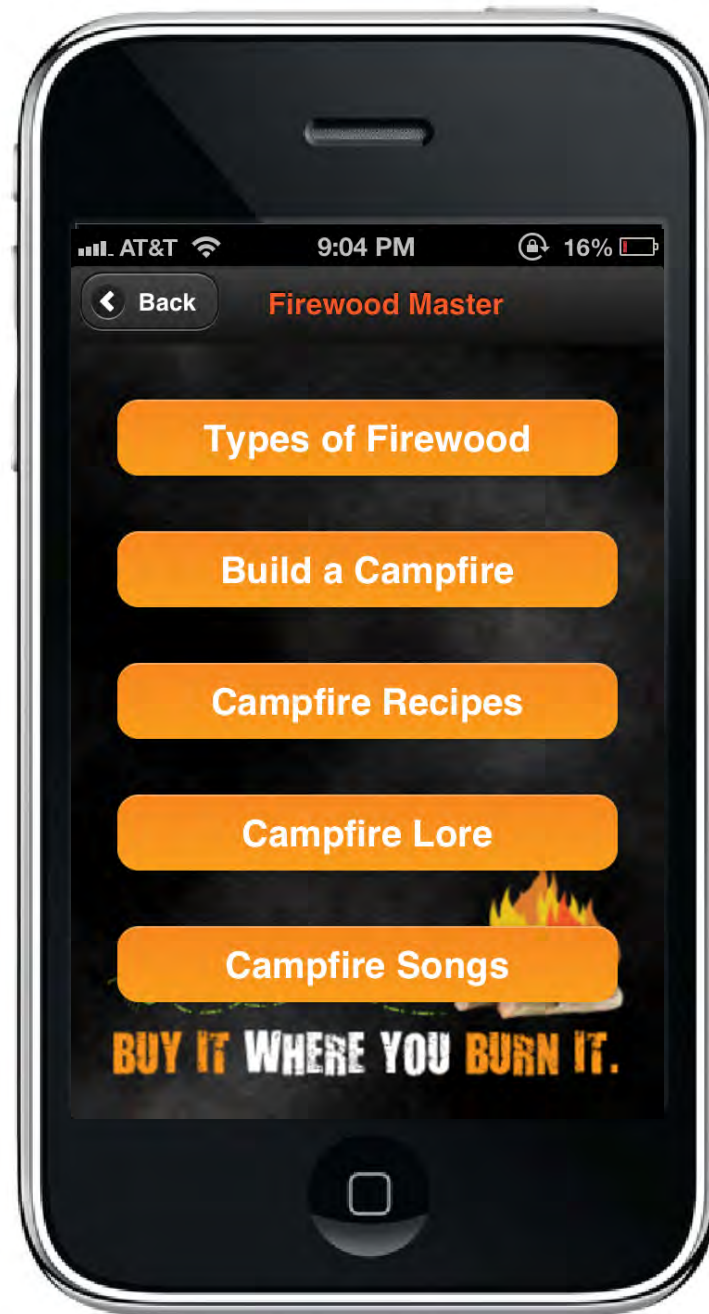 AT&T 9:04 PM 16%
Back Firewood Master
Types of Firewood
Build a Campfire
Campfire Recipes
Campfire Lore
Campfire Songs
BUY IT WHERE YOU BURN IT.